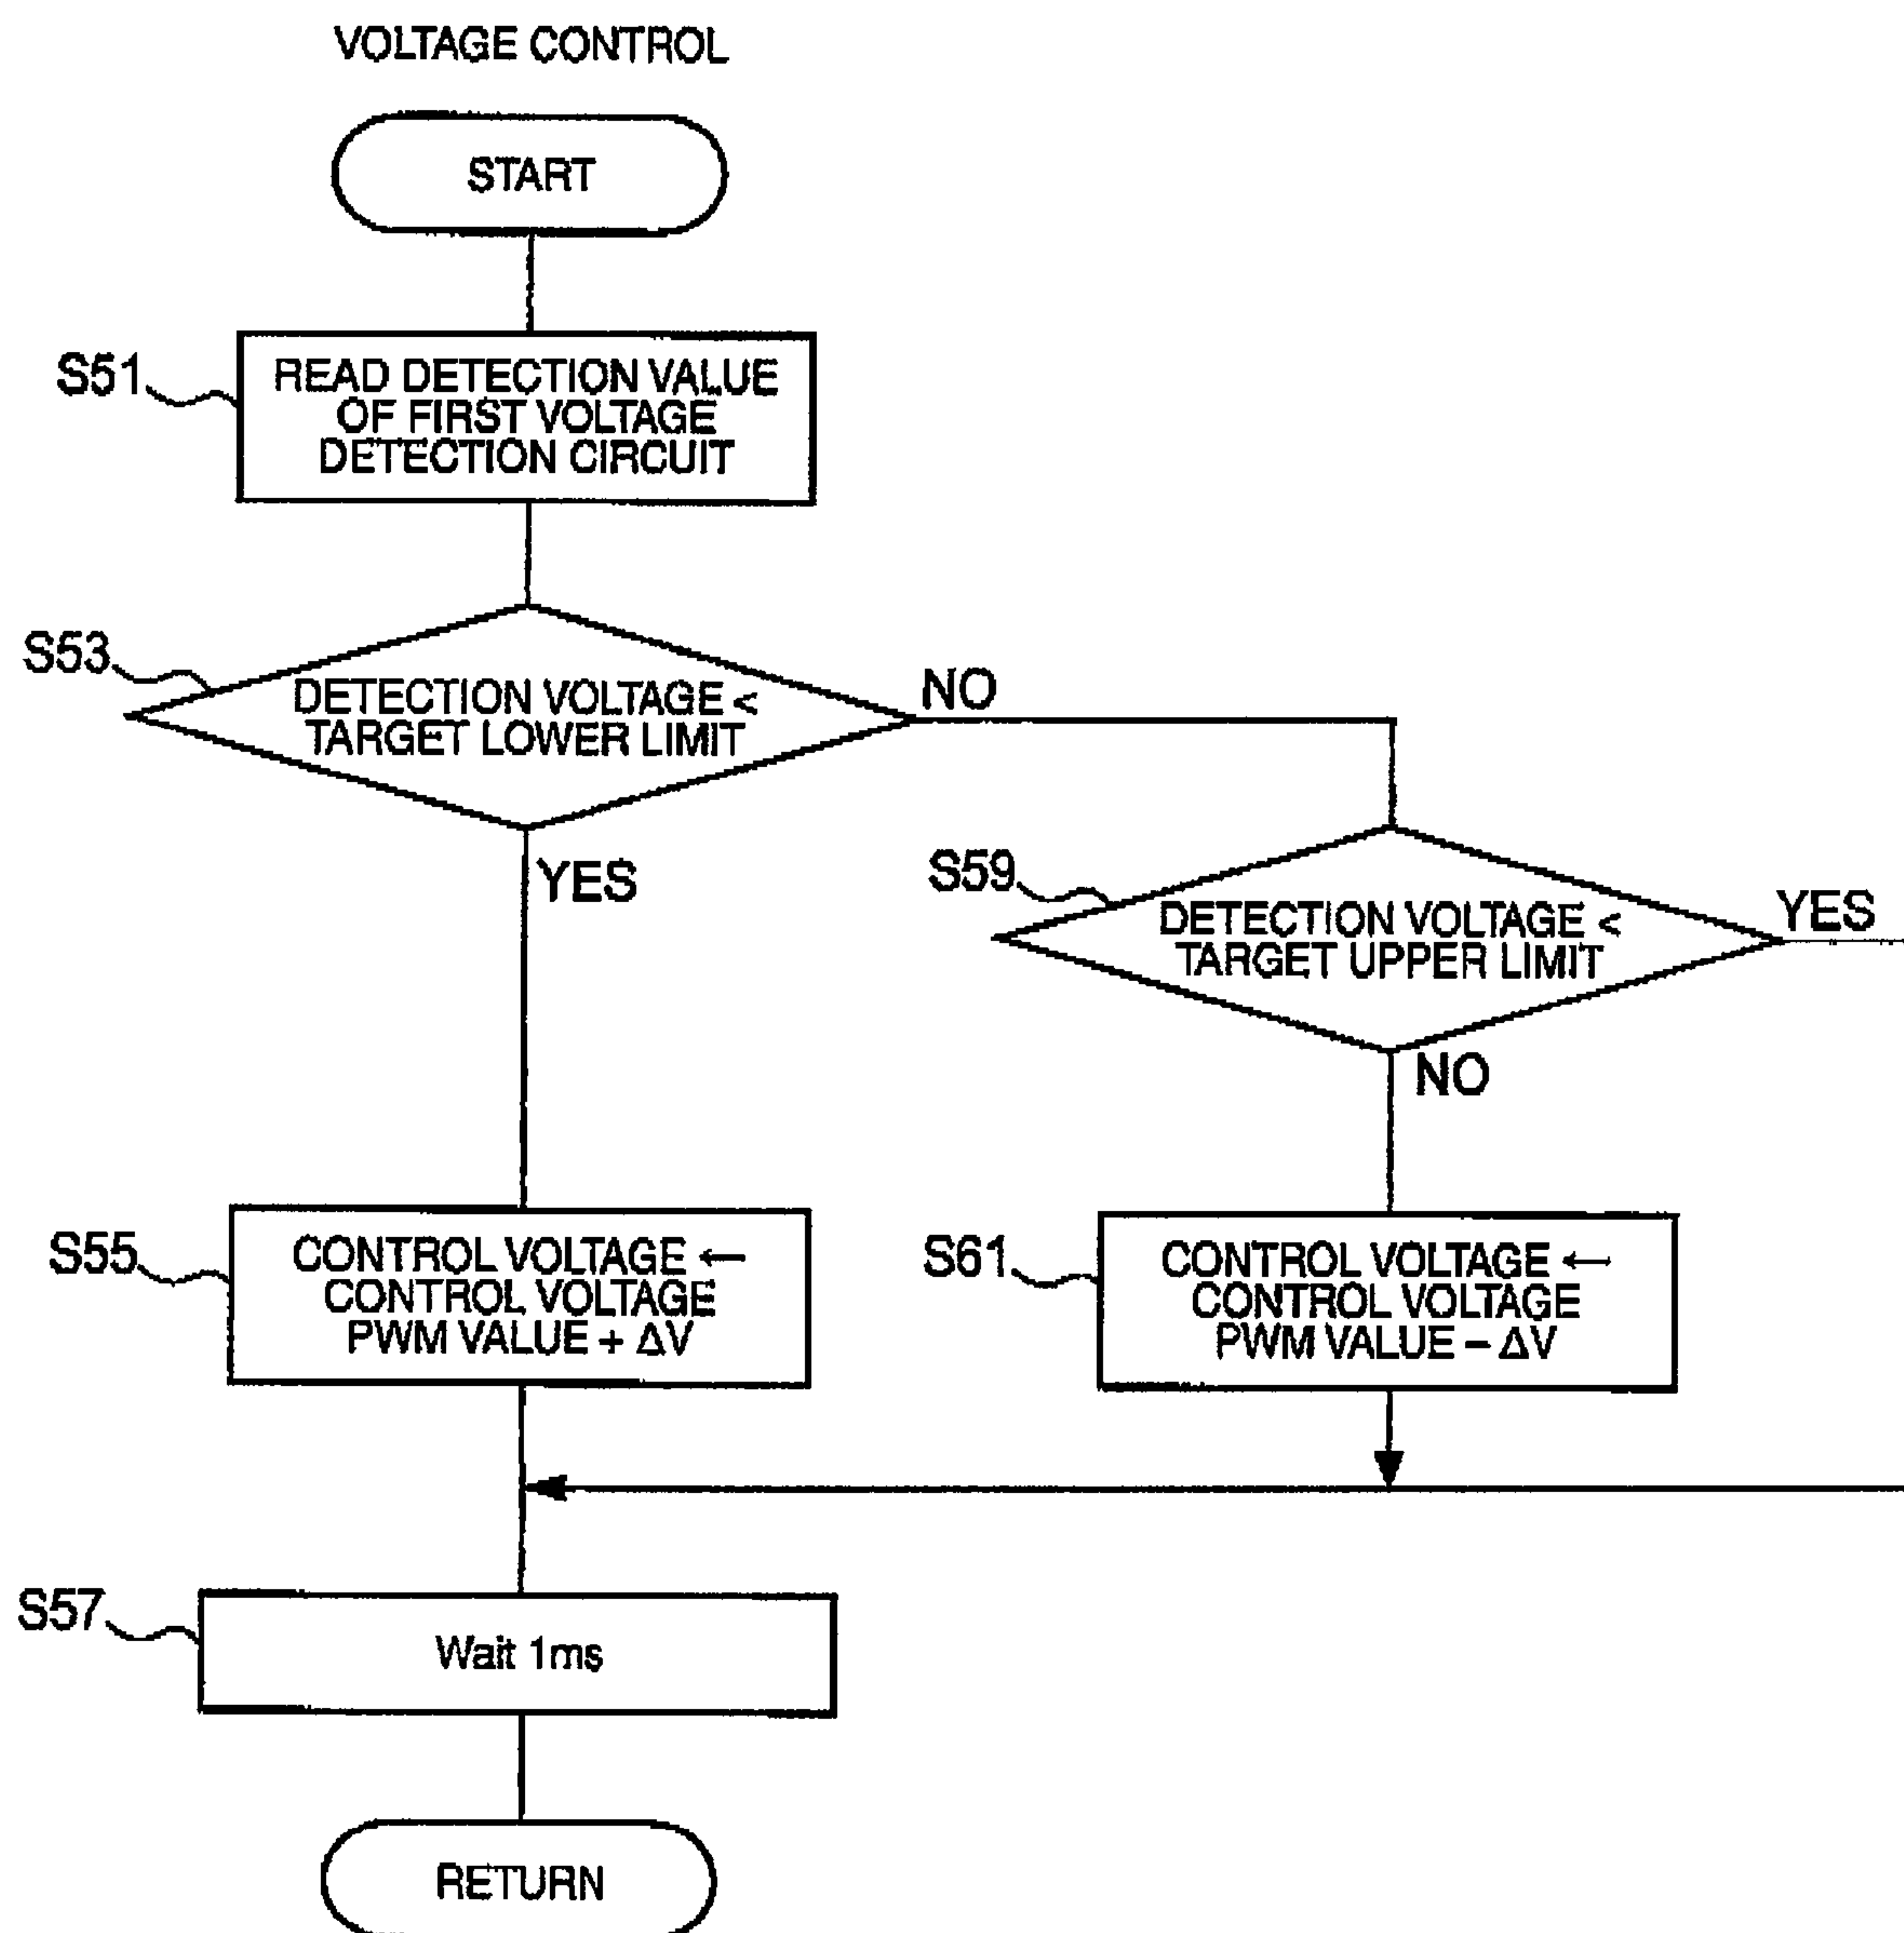 VOLTAGE CONTROL
START
S51
READ DETECTION VALUE
OF FIRST VOLTAGE
DETECTION CIRCUIT
S53
DETECTION VOLTAGE <
TARGET LOWER LIMIT
NO
YES
S59
DETECTION VOLTAGE <
TARGET UPPER LIMIT
YES
NO
S55
CONTROL VOLTAGE ←
CONTROL VOLTAGE
PWM VALUE + ΔV
S61
CONTROL VOLTAGE ←
CONTROL VOLTAGE
PWM VALUE − ΔV
S57
Wait 1ms
RETURN